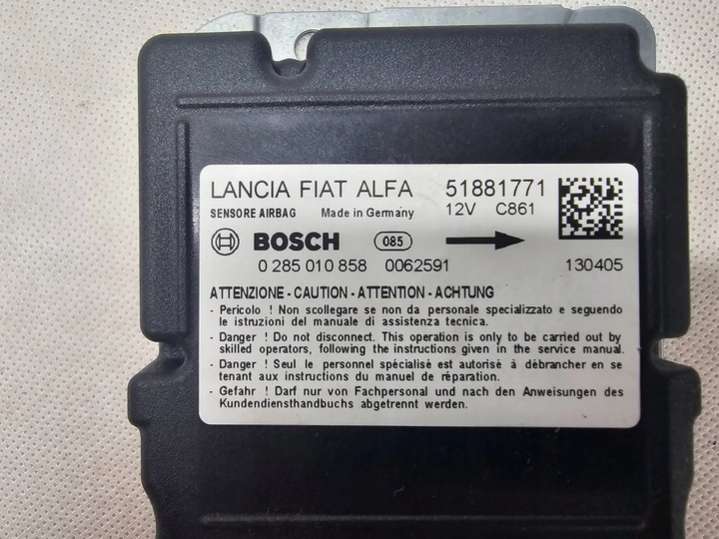 LANCIA FIAT ALFA 51881771
SENSORE AIRBAG Made in Germany 12V C861
BOSCH 085
0 285 010 858 0062591 130405
ATTENZIONE - CAUTION - ATTENTION - ACHTUNG
- Pericolo ! Non scollegare se non da personale specializzato e seguendo
le istruzioni del manuale di assistenza tecnica.
- Danger ! Do not disconnect. This operation is only to be carried out by
skilled operators, following the instructions given in the service manual.
- Danger ! Seul le personnel spécialisé est autorisé à débrancher en se
tenant aux instructions du manuel de réparation.
- Gefahr ! Darf nur von Fachpersonal und nach den Anweisungen des
Kundendiensthandbuchs abgetrennt werden.